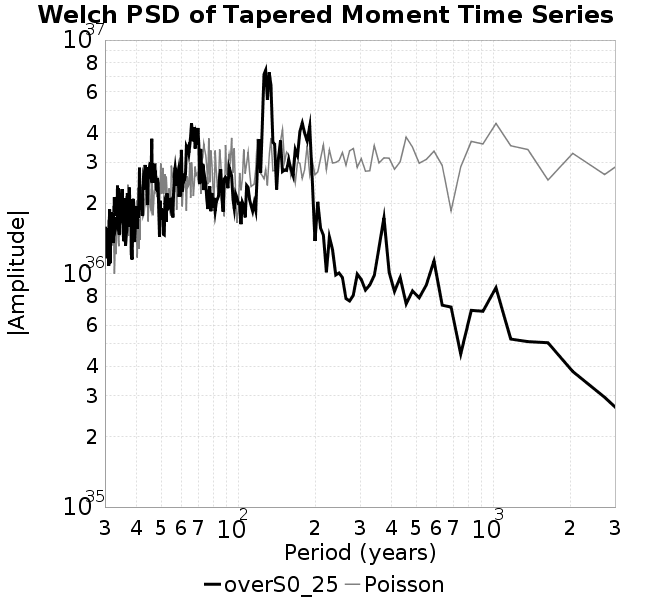 Welch PSD of Tapered Moment Time Series
10^37
8
6
4
3
2
10^36
8
6
4
3
2
10^35
|Amplitude|
3 4 5 6 7 10^2 2 3 4 5 6 7 10^3 2 3
Period (years)
overS0_25 Poisson